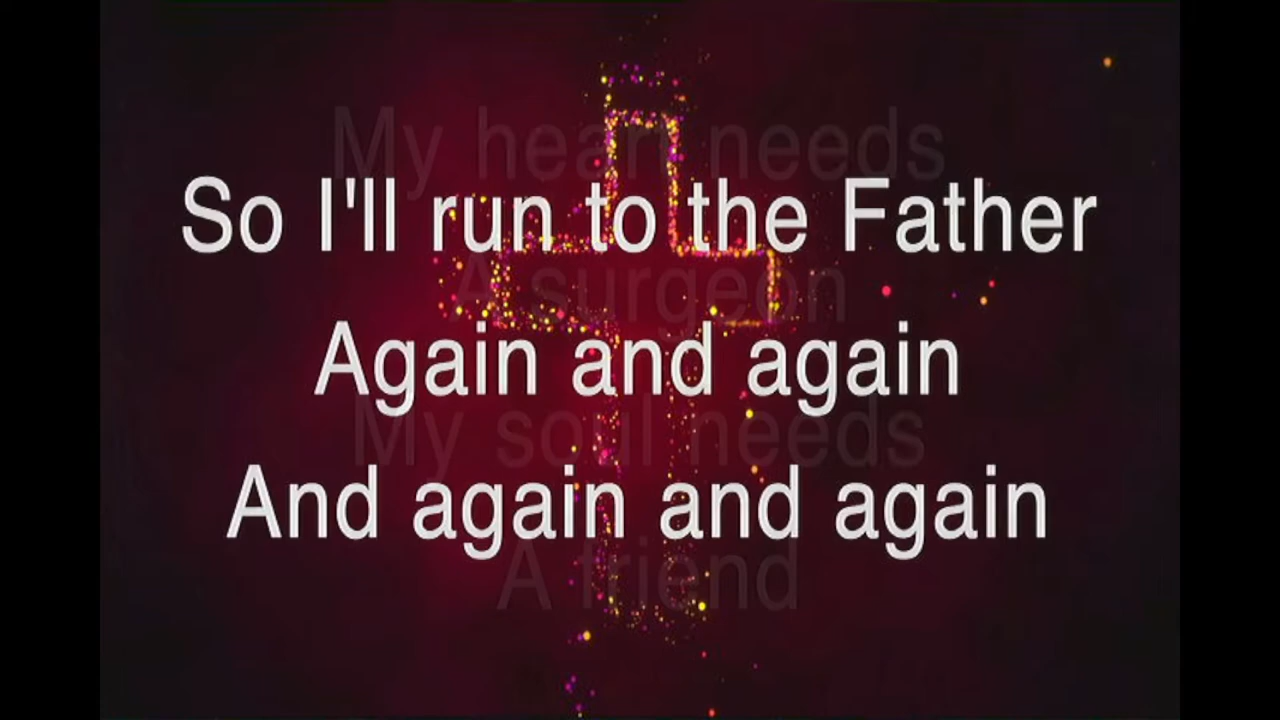 My heart needs
So I'll run to the Father
A surgeon
Again and again
My soul needs
And again and again
A friend